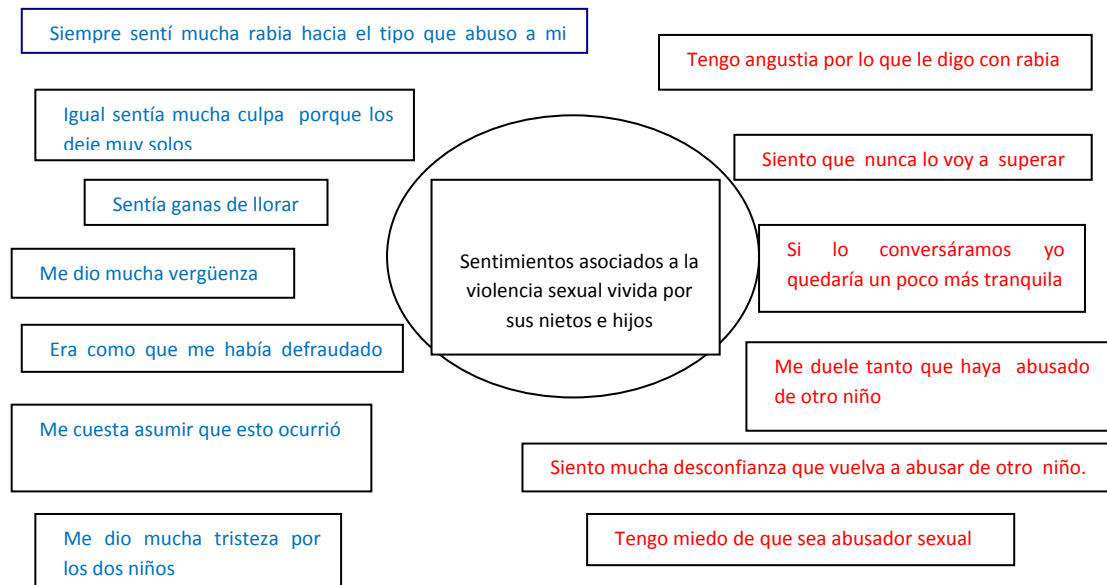 Siempre sentí mucha rabia hacia el tipo que abuso a mi
Igual sentía mucha culpa porque los
deje muy solos
Sentía ganas de llorar
Me dio mucha vergüenza
Era como que me había defraudado
Me cuesta asumir que esto ocurrió
Me dio mucha tristeza por
los dos niños
Sentimientos asociados a la
violencia sexual vivida por
sus nietos e hijos
Tengo angustia por lo que le digo con rabia
Siento que nunca lo voy a superar
Si lo conversáramos yo
quedaría un poco más tranquila
Me duele tanto que haya abusado
de otro niño
Siento mucha desconfianza que vuelva a abusar de otro niño.
Tengo miedo de que sea abusador sexual